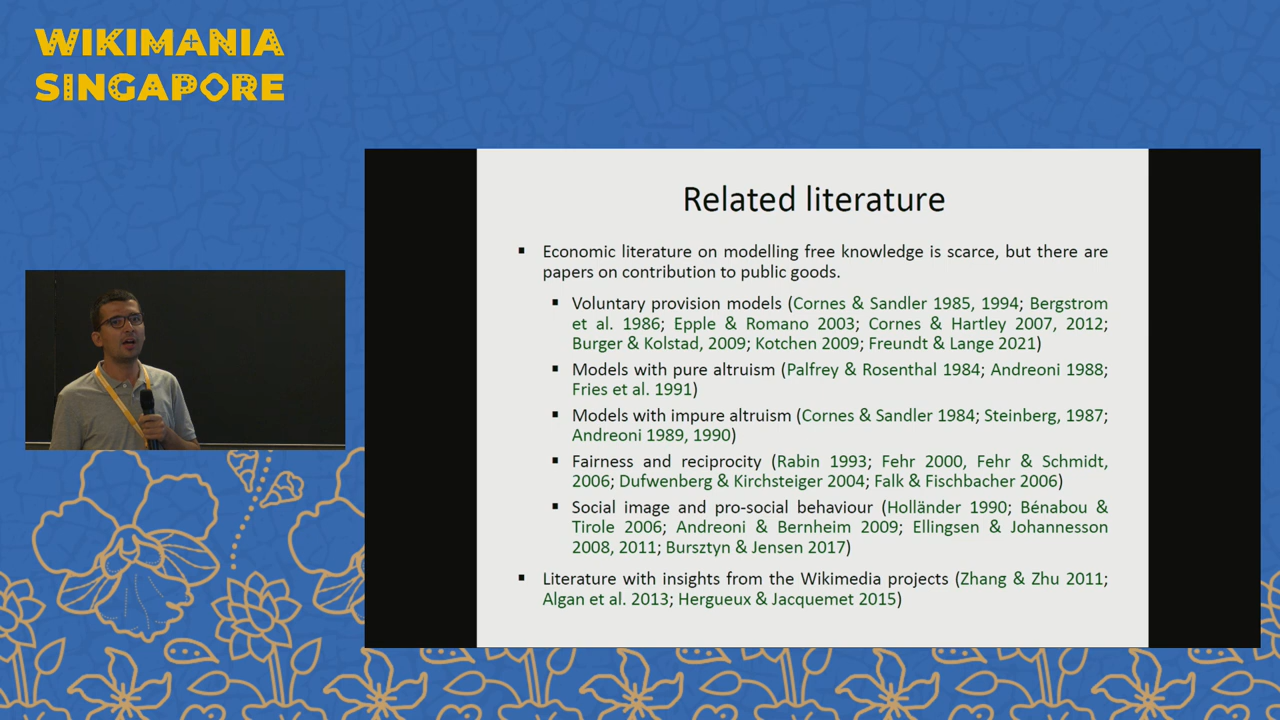 WIKIMANIA
SINGAPORE
Related literature
▪ Economic literature on modelling free knowledge is scarce, but there are
papers on contribution to public goods.
▪ Voluntary provision models (Cornes & Sandler 1985, 1994; Bergstrom
et al. 1986; Epple & Romano 2003; Cornes & Hartley 2007, 2012;
Burger & Kolstad, 2009; Kotchen 2009; Freundt & Lange 2021)
▪ Models with pure altruism (Palfrey & Rosenthal 1984; Andreoni 1988;
Fries et al. 1991)
▪ Models with impure altruism (Cornes & Sandler 1984; Steinberg, 1987;
Andreoni 1989, 1990)
▪ Fairness and reciprocity (Rabin 1993; Fehr 2000, Fehr & Schmidt,
2006; Dufwenberg & Kirchsteiger 2004; Falk & Fischbacher 2006)
▪ Social image and pro-social behaviour (Holländer 1990; Bénabou &
Tirole 2006; Andreoni & Bernheim 2009; Ellingsen & Johannesson
2008, 2011; Bursztyn & Jensen 2017)
▪ Literature with insights from the Wikimedia projects (Zhang & Zhu 2011;
Algan et al. 2013; Hergueux & Jacquemet 2015)